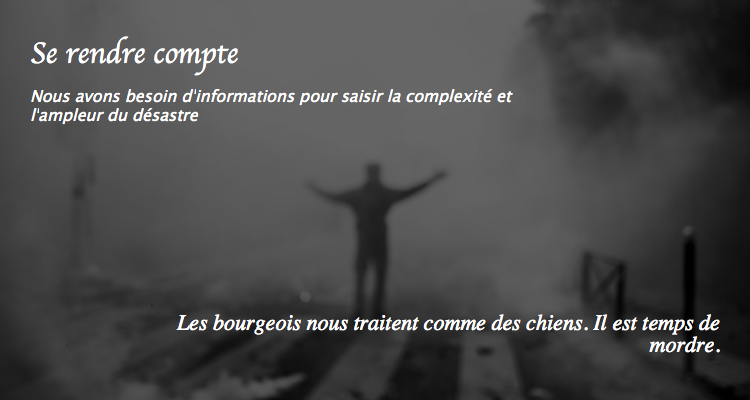 Se rendre compte
Nous avons besoin d'informations pour saisir la complexité et
l'ampleur du désastre
Les bourgeois nous traitent comme des chiens. Il est temps de
mordre.